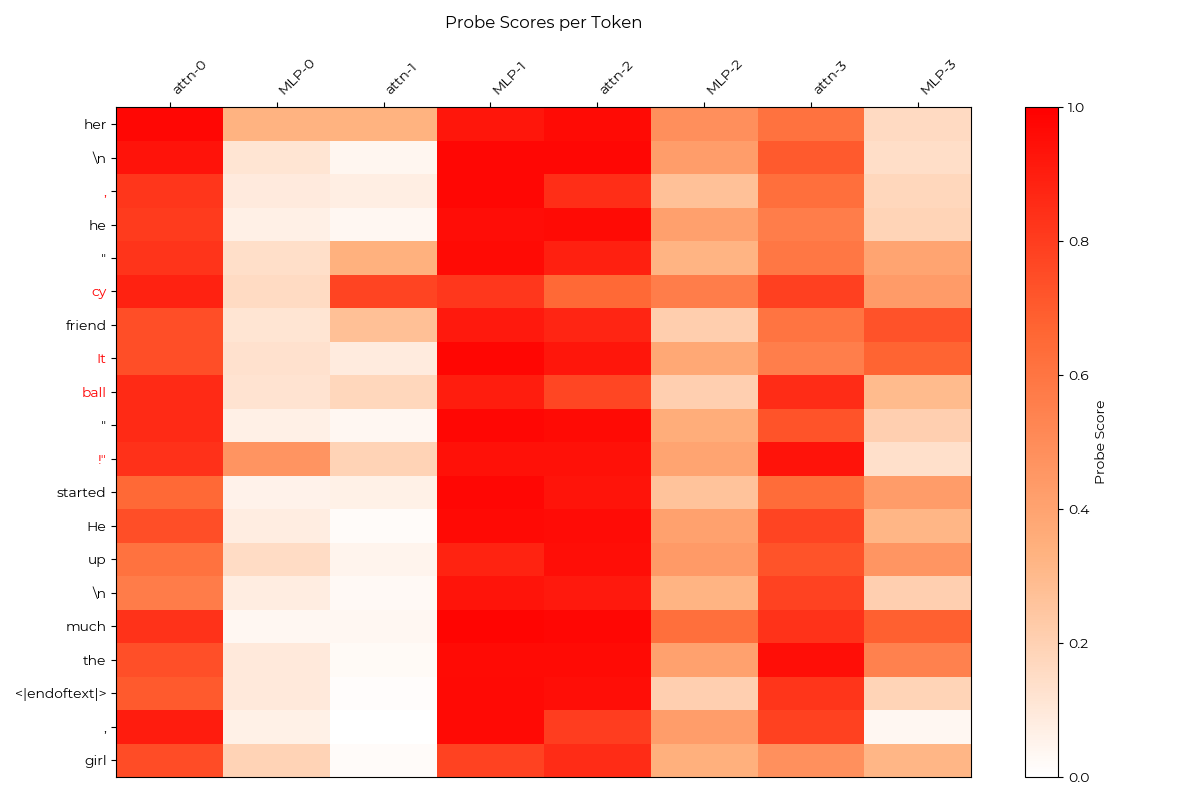 Probe Scores per Token
attn-0 MLP-0 attn-1 MLP-1 attn-2 MLP-2 attn-3 MLP-3
her
\n
,
he
"
cy
friend
It
ball
"
!"
started
He
up
\n
much
the
<|endoftext|>
,
girl
1.0
0.8
0.6
0.4
0.2
0.0
Probe Score